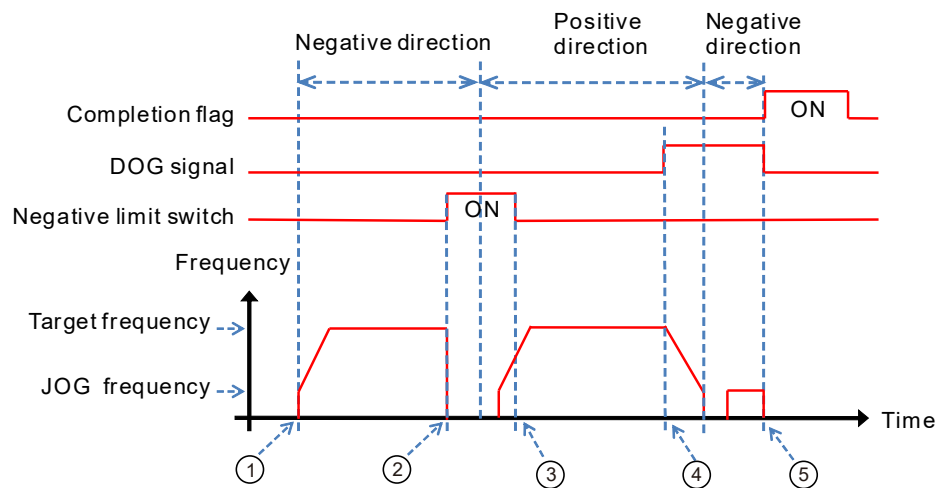 Negative direction
Positive
direction
Negative
direction
Completion flag
ON
DOG signal
Negative limit switch
ON
Frequency
Target frequency
JOG frequency
Time
1
2
3
4
5